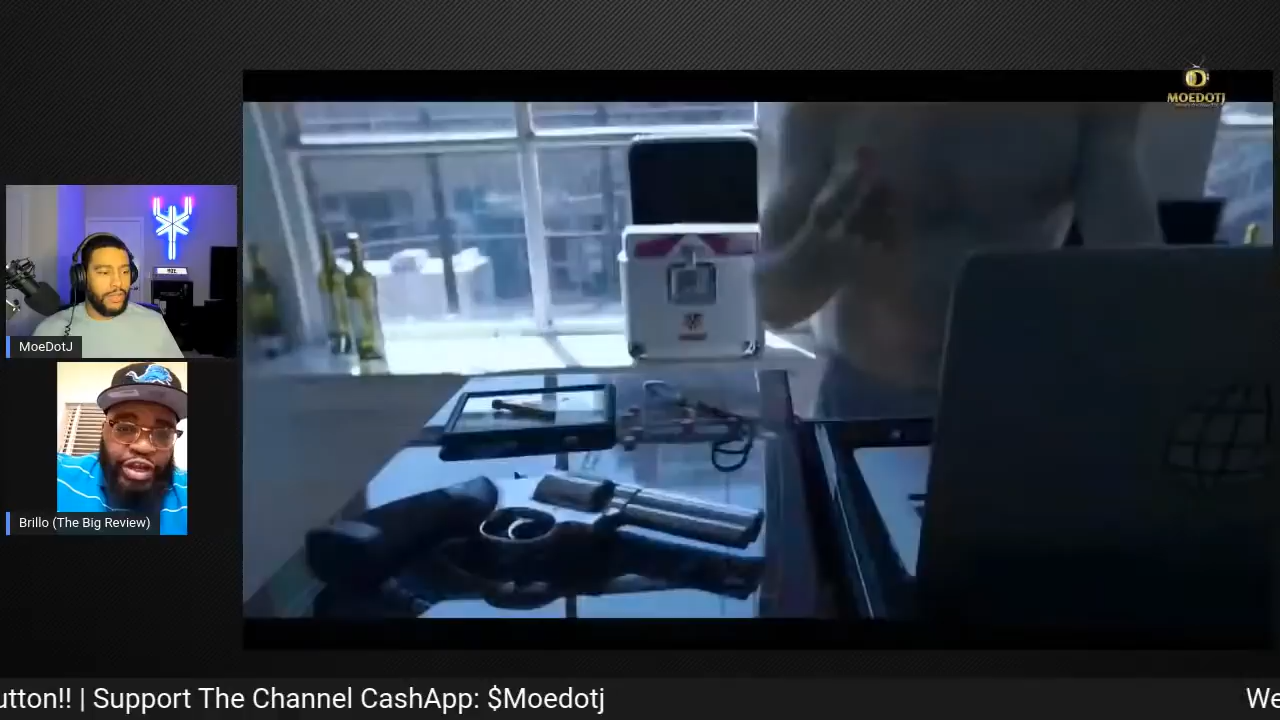 MOEDOTJ
MoeDotJ
Brillo (The Big Review)
utton!! | Support The Channel CashApp: $Moedotj
We